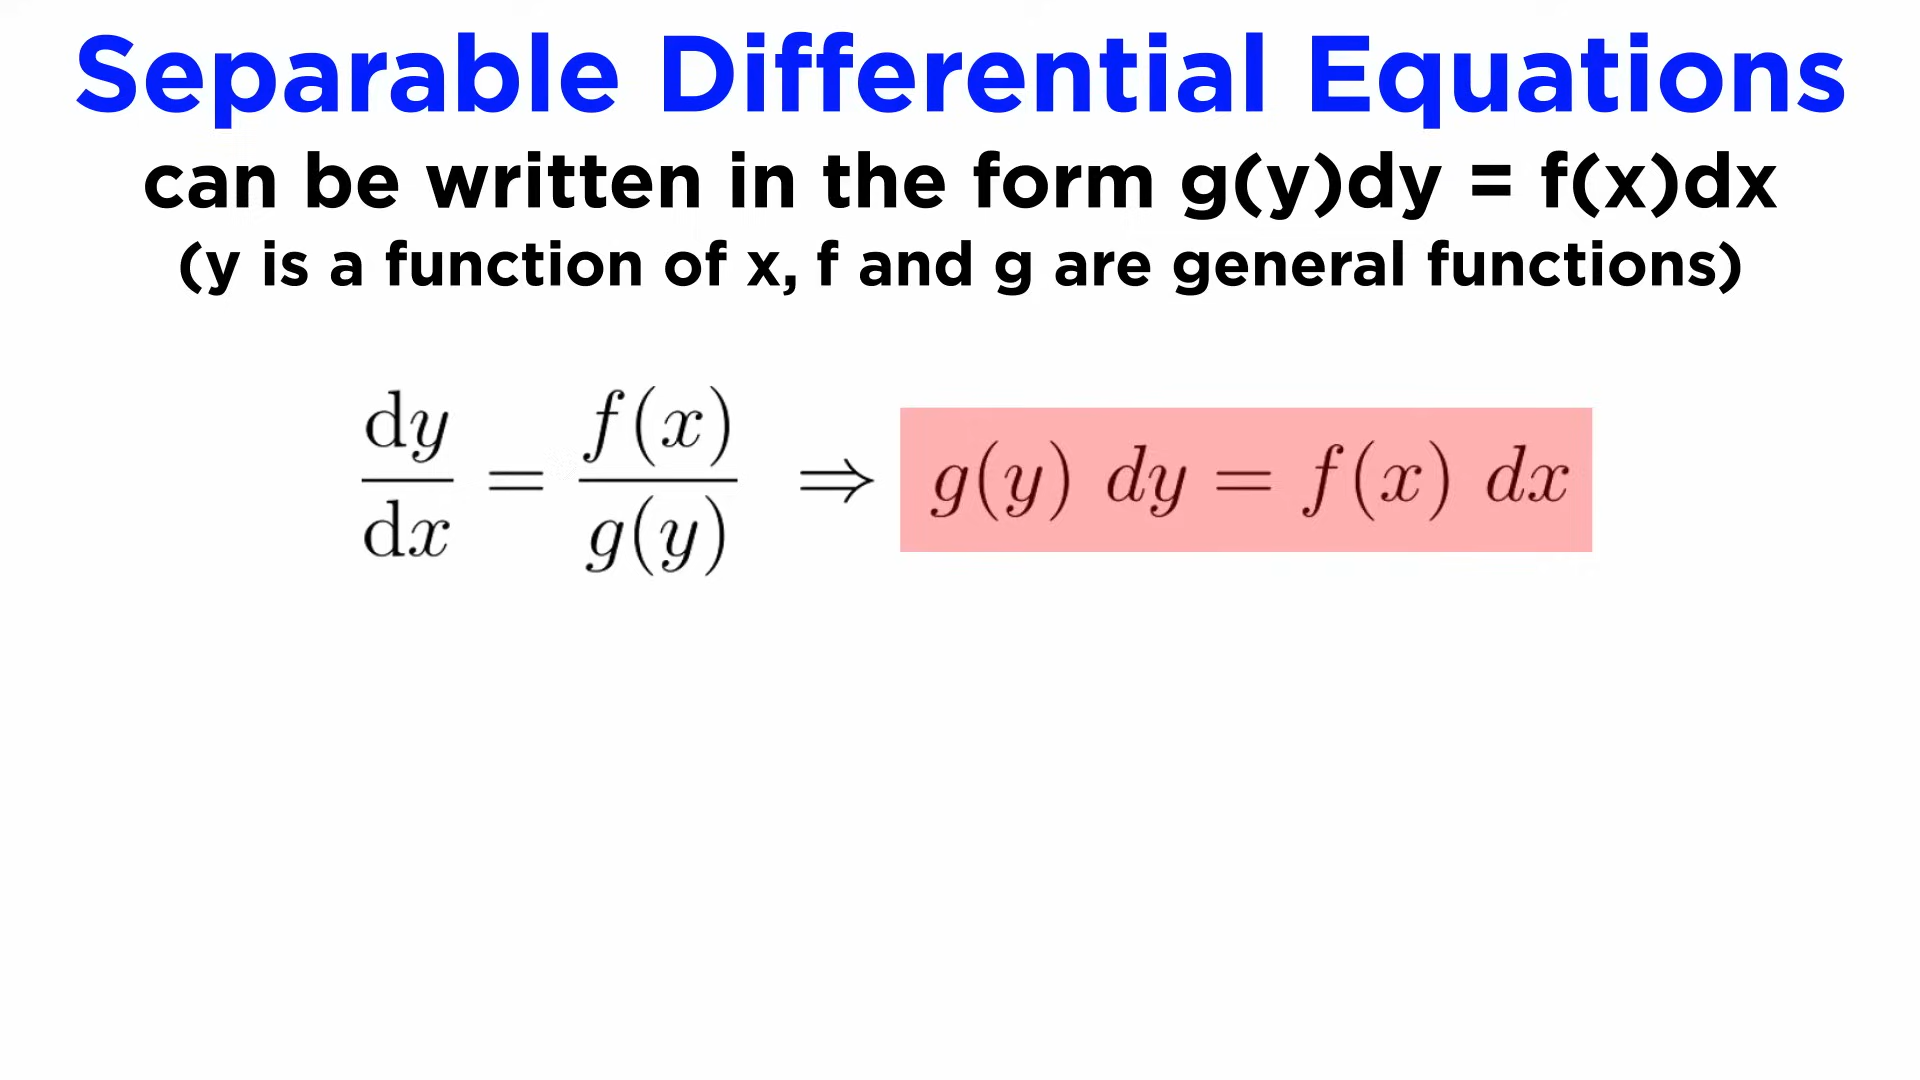 Separable Differential Equations
can be written in the form g(y)dy = f(x)dx
(y is a function of x, f and g are general functions)
dy/dx = f(x)/g(y) ⇒ g(y) dy = f(x) dx